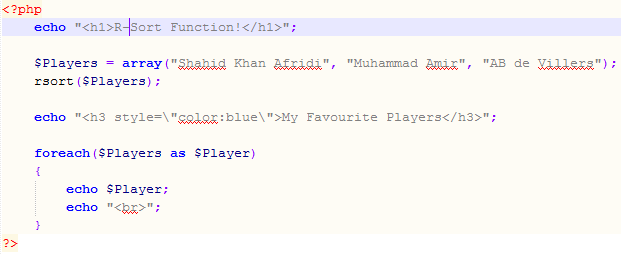 <?php
echo "<h1>R-Sort Function!</h1>";
$Players = array("Shahid Khan Afridi", "Muhammad Amir", "AB de Villers");
rsort($Players);
echo "<h3 style=\"color:blue\">My Favourite Players</h3>";
foreach($Players as $Player)
{
echo $Player;
echo "<br>";
}
?>